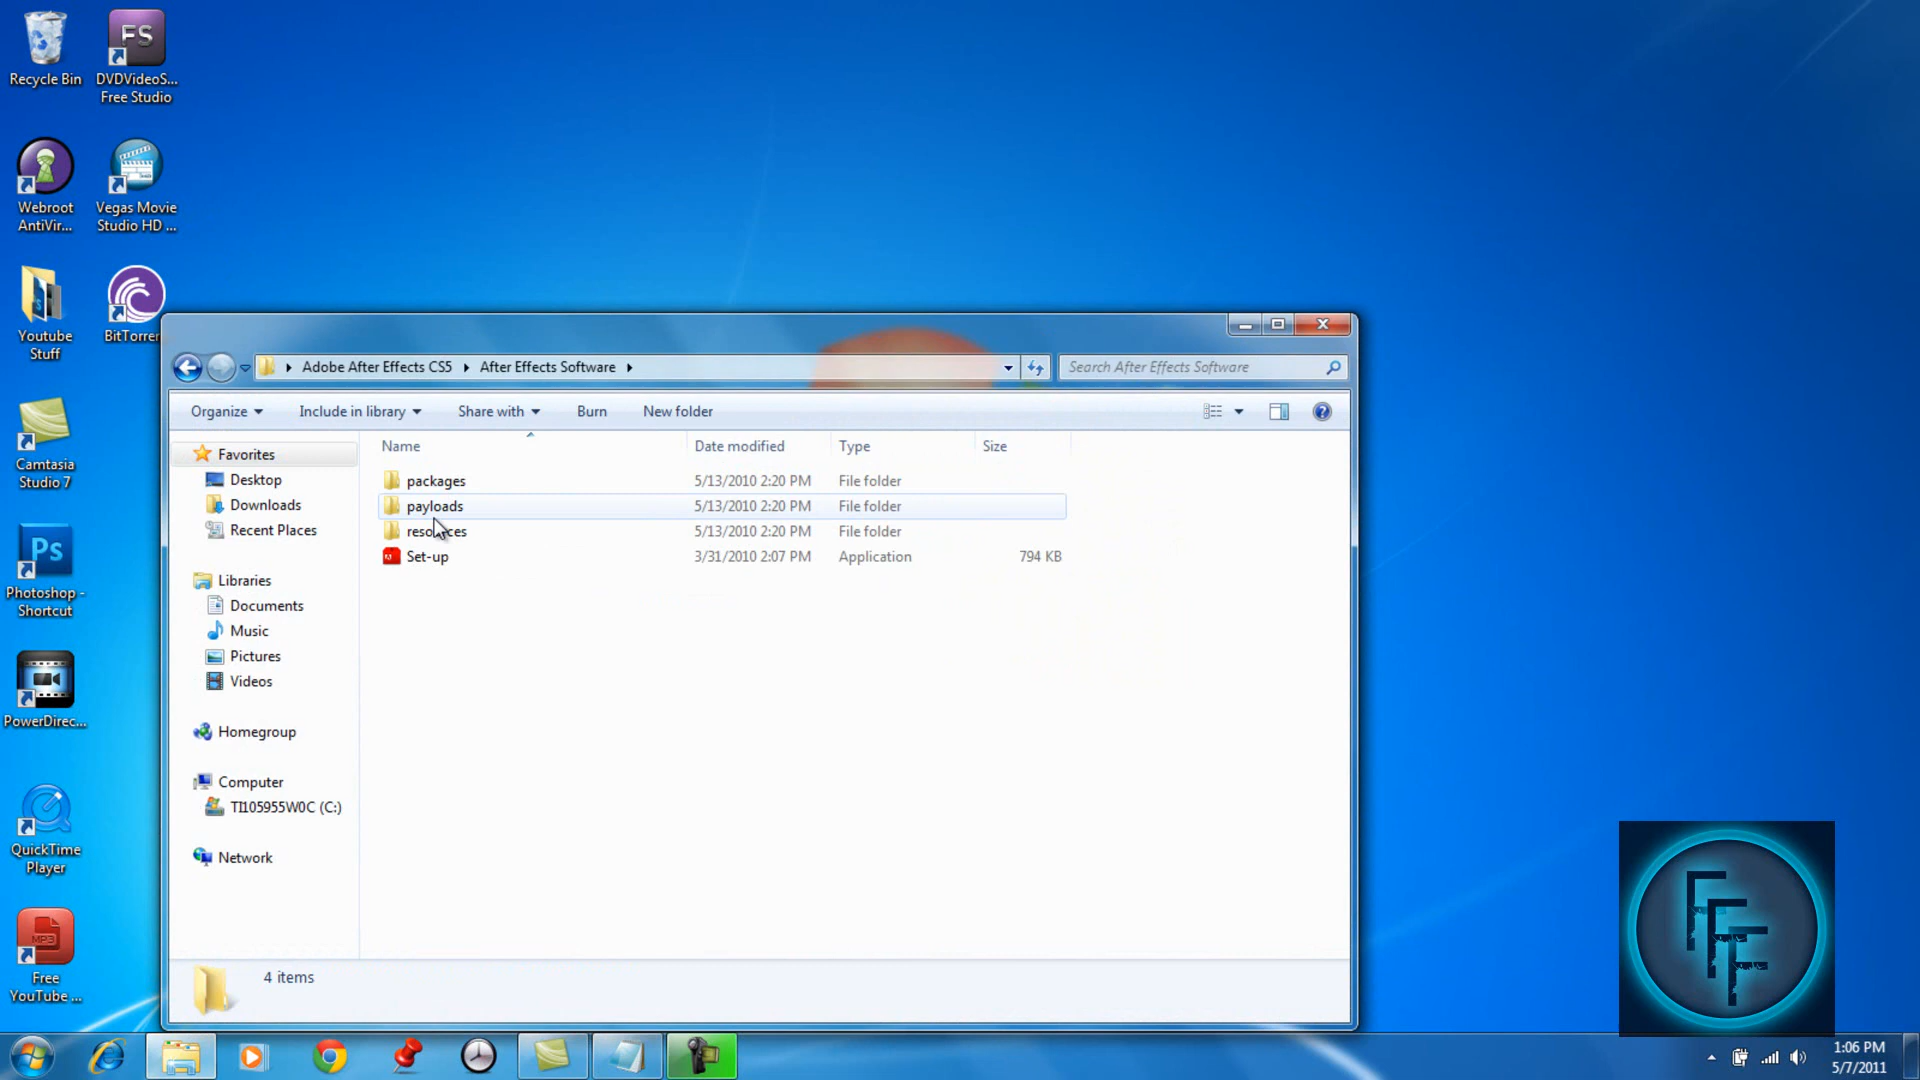 Recycle Bin
DVDVideoS...
Free Studio
FS
Webroot
AntiVir...
Vegas Movie
Studio HD ...
Youtube
Stuff
BitTorren
Camtasia
Studio 7
Ps
Photoshop -
Shortcut
PowerDirec...
QuickTime
Player
MP3
Free
YouTube ...
Adobe After Effects CS5
After Effects Software
Search After Effects Software
Organize
Include in library
Share with
Burn
New folder
Favorites
Desktop
Downloads
Recent Places
Libraries
Documents
Music
Pictures
Videos
Homegroup
Computer
TI105955W0C (C:)
Network
Name Date modified Type Size
packages 5/13/2010 2:20 PM File folder
payloads 5/13/2010 2:20 PM File folder
resources 5/13/2010 2:20 PM File folder
Set-up 3/31/2010 2:07 PM Application 794 KB
4 items
FFF
1:06 PM
5/7/2011